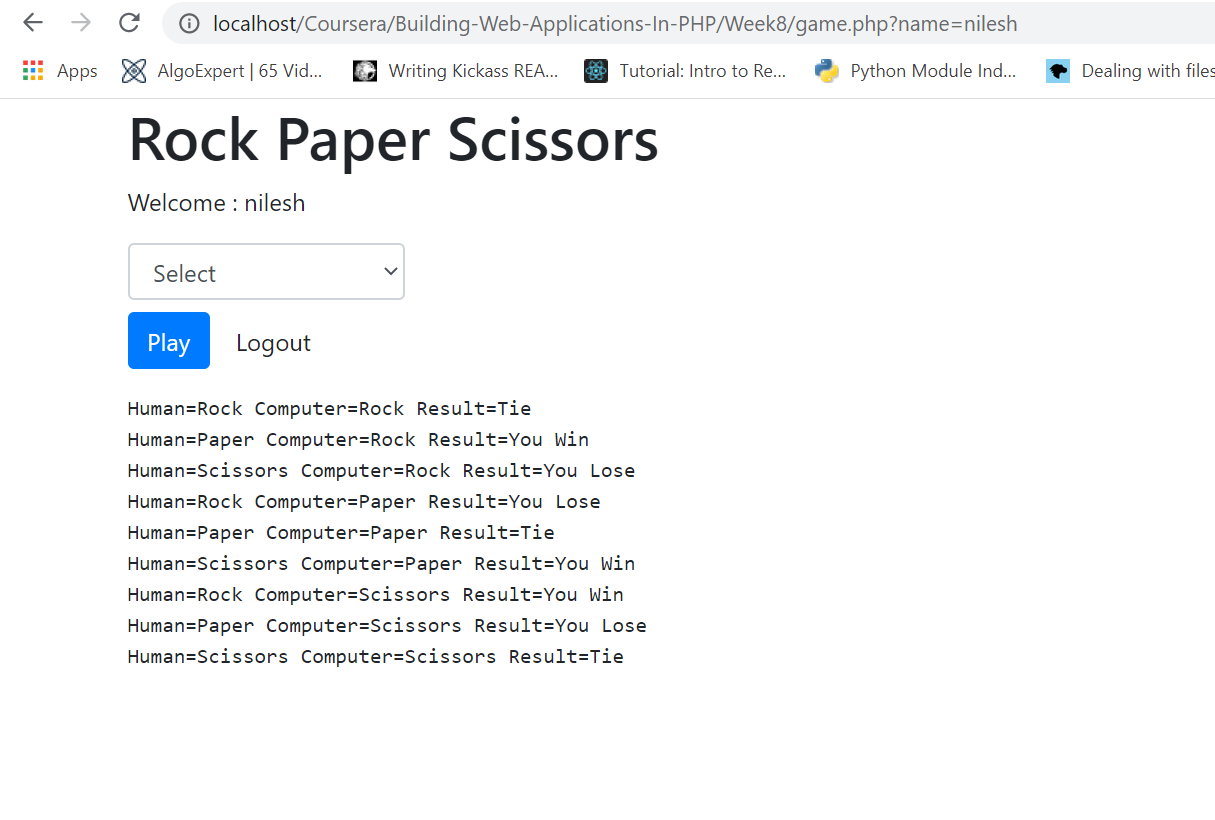 localhost/Coursera/Building-Web-Applications-In-PHP/Week8/game.php?name=nilesh
Apps AlgoExpert | 65 Vid... Writing Kickass REA... Tutorial: Intro to Re... Python Module Ind... Dealing with files
Rock Paper Scissors
Welcome : nilesh
Select
Play Logout
Human=Rock Computer=Rock Result=Tie
Human=Paper Computer=Rock Result=You Win
Human=Scissors Computer=Rock Result=You Lose
Human=Rock Computer=Paper Result=You Lose
Human=Paper Computer=Paper Result=Tie
Human=Scissors Computer=Paper Result=You Win
Human=Rock Computer=Scissors Result=You Win
Human=Paper Computer=Scissors Result=You Lose
Human=Scissors Computer=Scissors Result=Tie